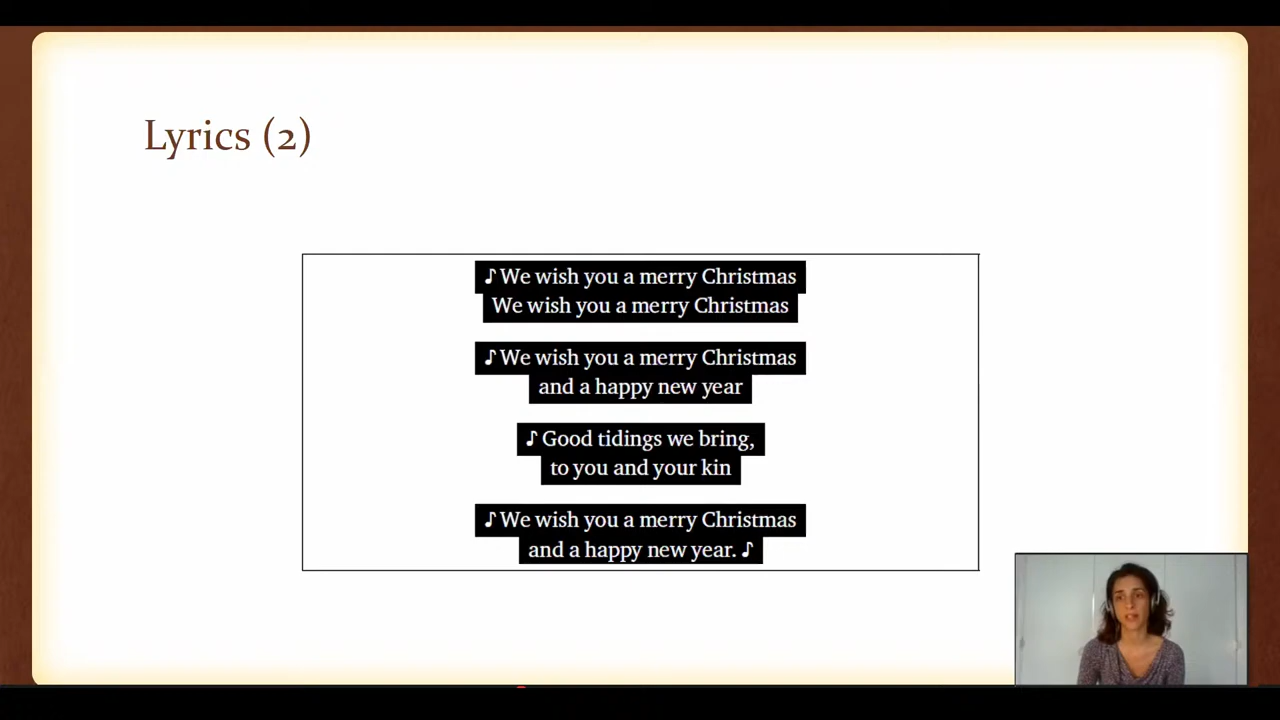 Lyrics (2)
♪ We wish you a merry Christmas
We wish you a merry Christmas
♪ We wish you a merry Christmas
and a happy new year
♪ Good tidings we bring,
to you and your kin
♪ We wish you a merry Christmas
and a happy new year. ♪